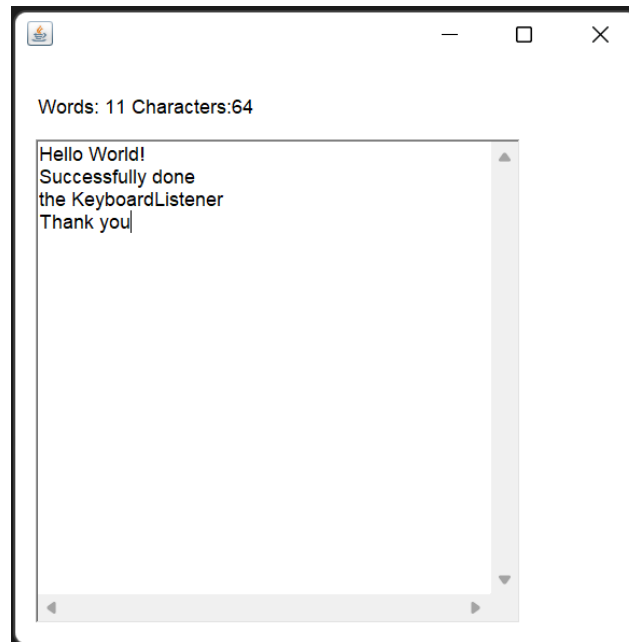 Words: 11 Characters:64
Hello World!
Successfully done
the KeyboardListener
Thank you